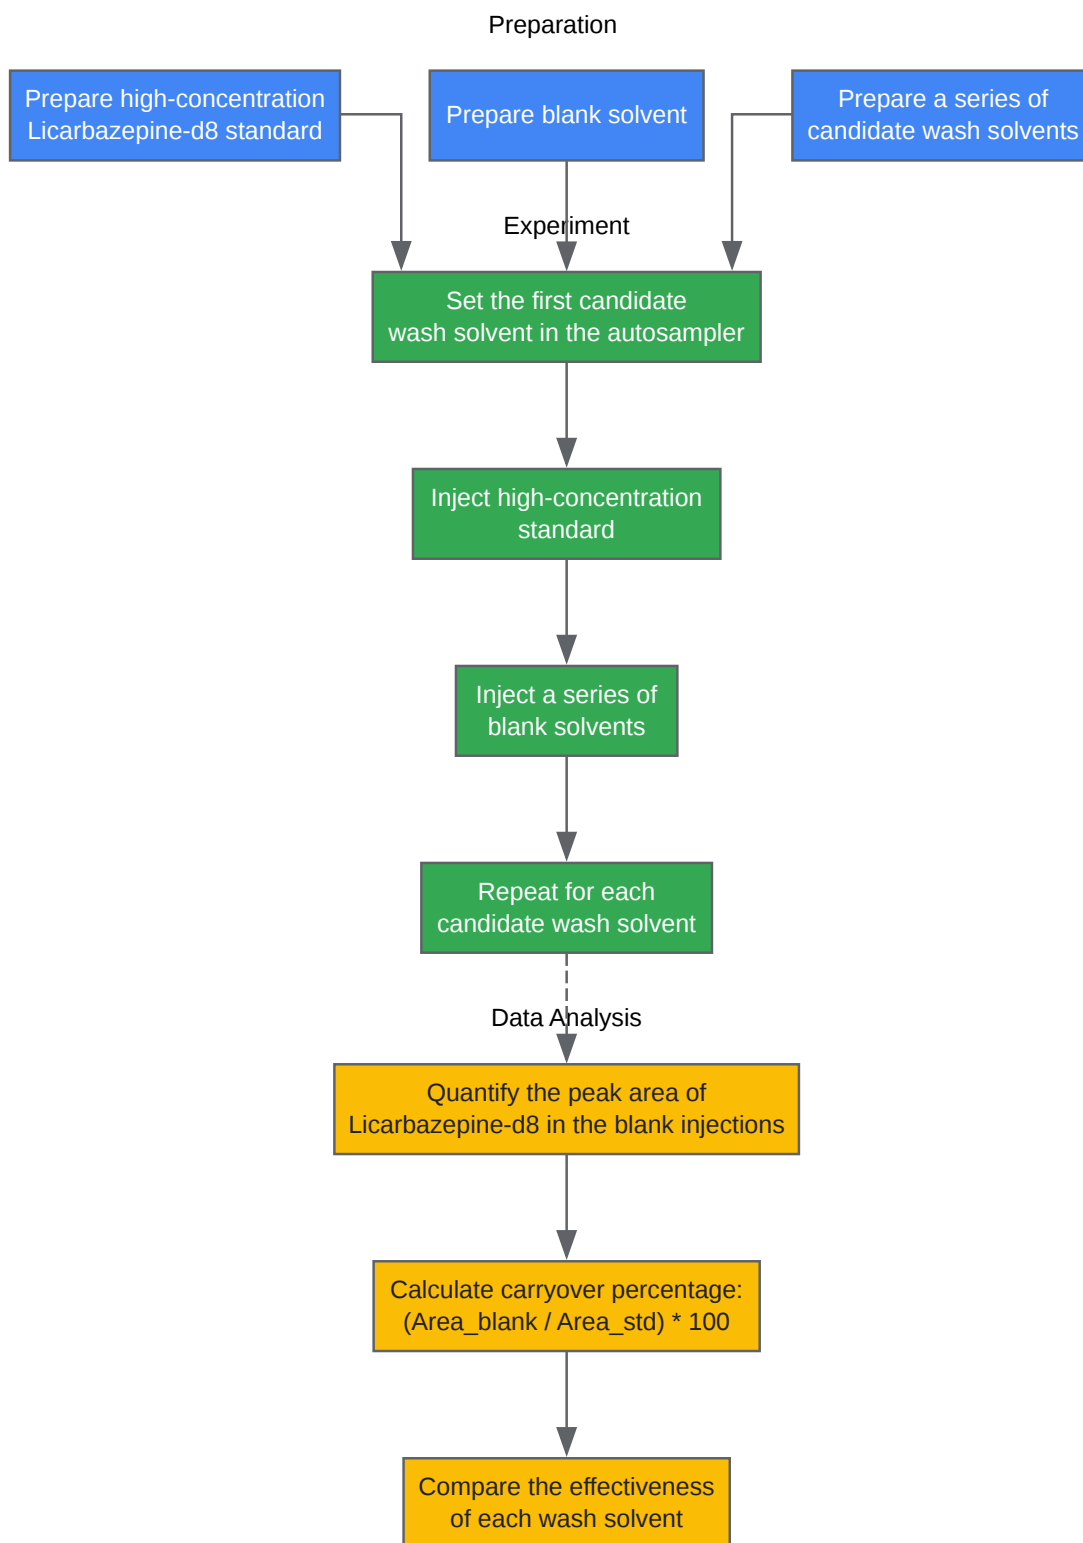 Preparation
Prepare high-concentration
Licarbazepine-d8 standard
Prepare blank solvent
Prepare a series of
candidate wash solvents
Experiment
Set the first candidate
wash solvent in the autosampler
Inject high-concentration
standard
Inject a series of
blank solvents
Repeat for each
candidate wash solvent
Data Analysis
Quantify the peak area of
Licarbazepine-d8 in the blank injections
Calculate carryover percentage:
(Area_blank / Area_std) * 100
Compare the effectiveness
of each wash solvent